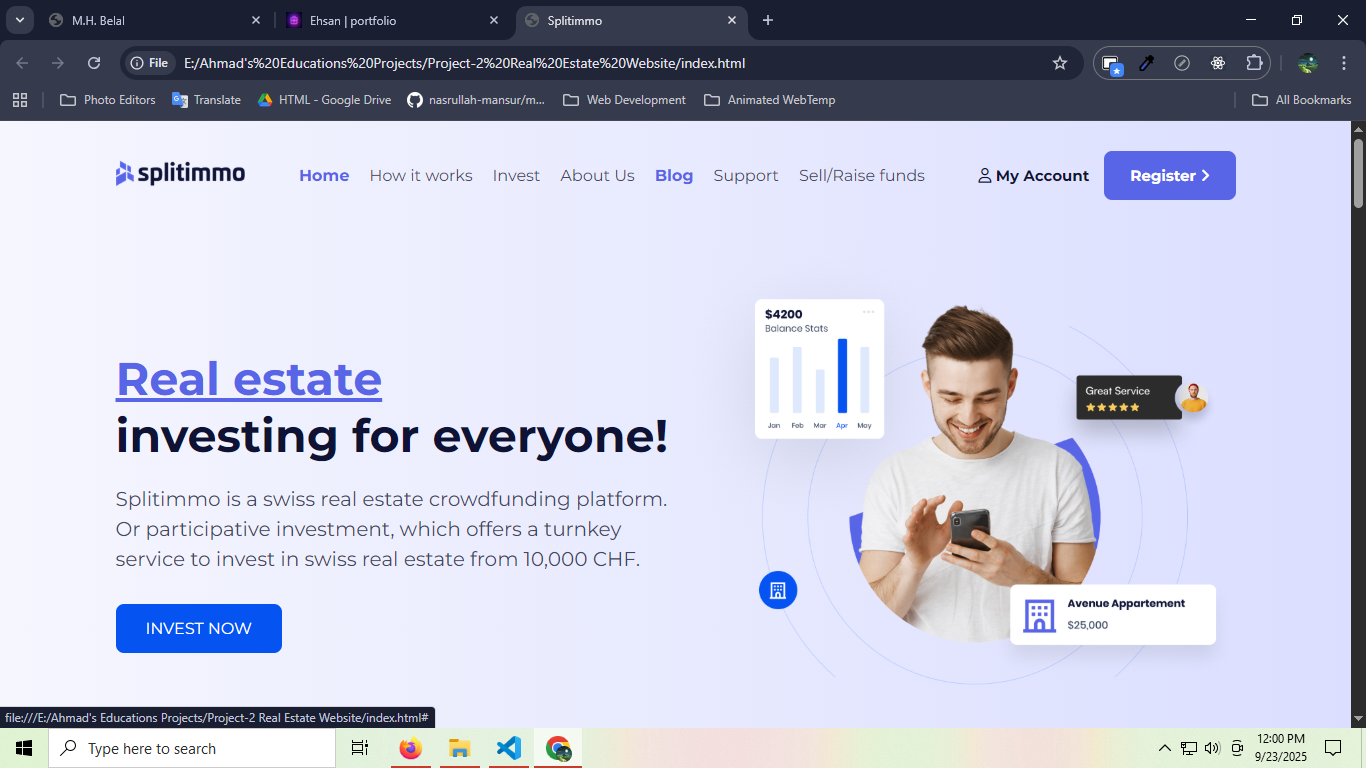 M.H. Belal
Ehsan | portfolio
Splitimmo
File
E:/Ahmad's%20Educations%20Projects/Project-2%20Real%20Estate%20Website/index.html
Photo Editors
Translate
HTML - Google Drive
nasrullah-mansur/m...
Web Development
Animated WebTemp
All Bookmarks
splitimmo
Home
How it works
Invest
About Us
Blog
Support
Sell/Raise funds
My Account
Register
$4200
Balance Stats
Jan
Feb
Mar
Apr
May
Great Service
Real estate
investing for everyone!
Splitimmo is a swiss real estate crowdfunding platform.
Or participative investment, which offers a turnkey
service to invest in swiss real estate from 10,000 CHF.
INVEST NOW
Avenue Appartement
$25,000
file:///E:/Ahmad's Educations Projects/Project-2 Real Estate Website/index.html#
Type here to search
12:00 PM
9/23/2025